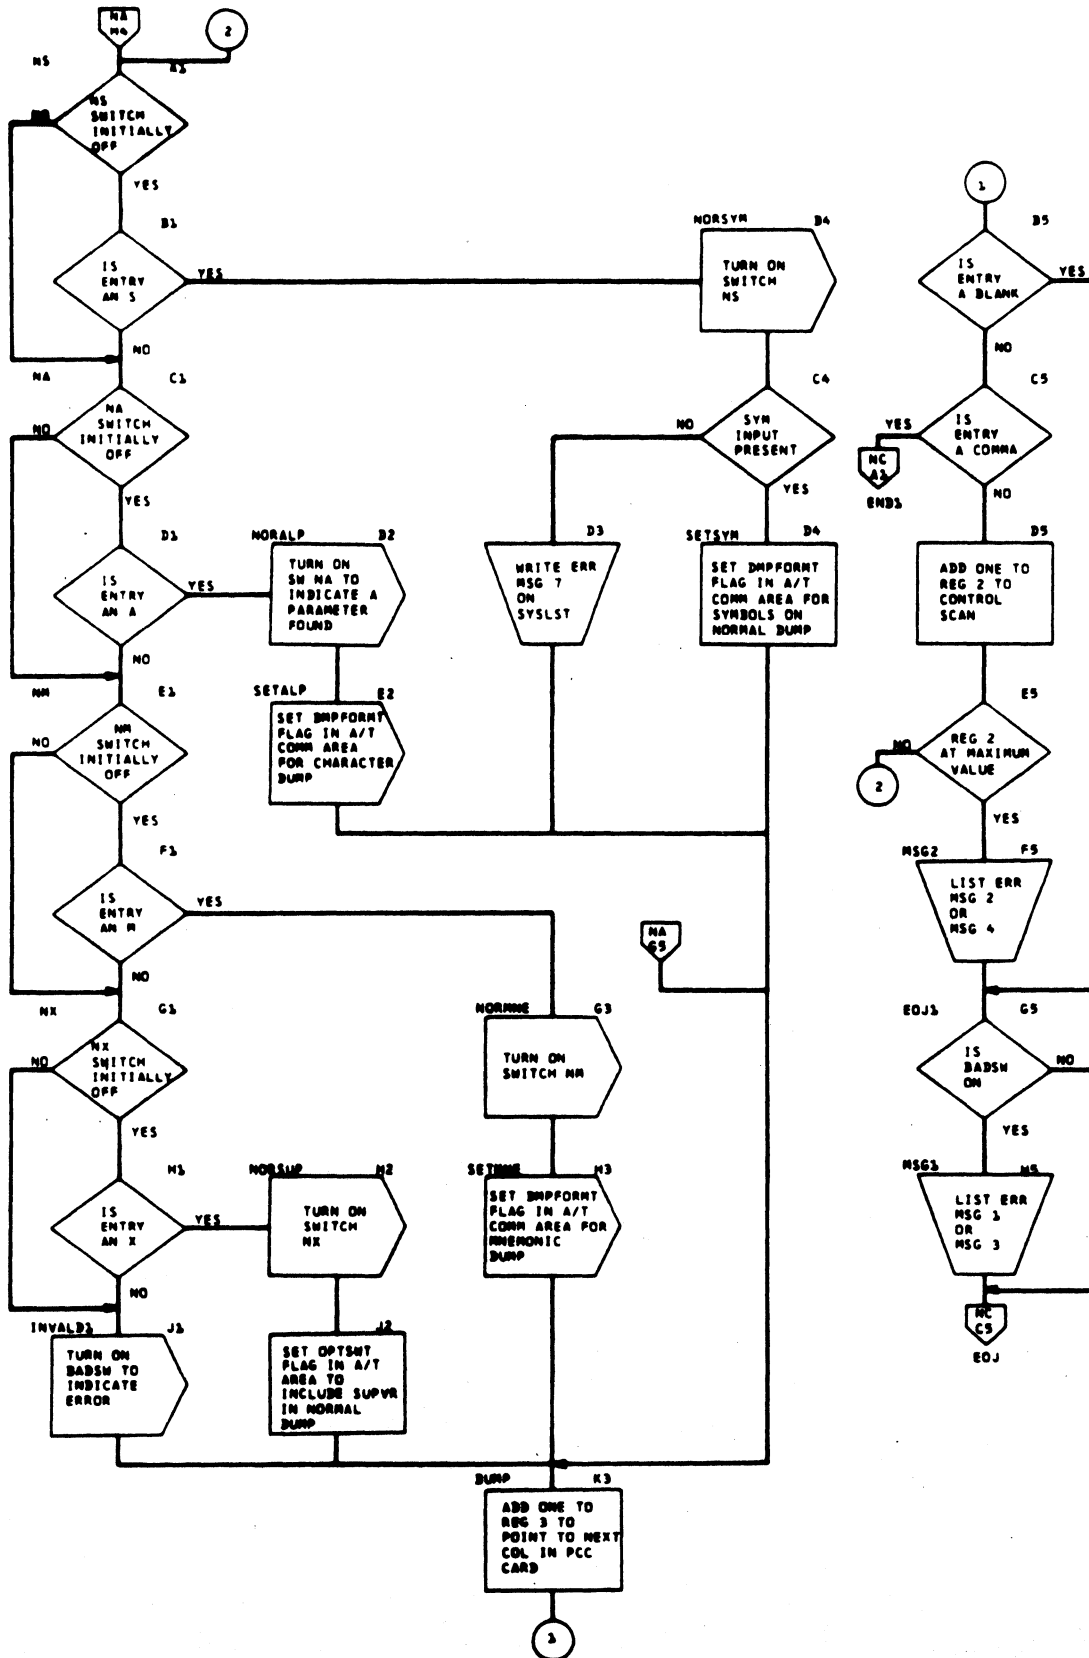 NA
M4
2
NS
A1
NS
SWITCH
INITIALLY
OFF
NO
YES
B1
IS
ENTRY
AN S
YES
NO
NORSYM
B4
TURN ON
SWITCH
NS
1
B5
IS
ENTRY
A BLANK
YES
NO
NA
C1
NA
SWITCH
INITIALLY
OFF
NO
YES
C4
SYM
INPUT
PRESENT
NO
YES
C5
IS
ENTRY
A COMMA
YES
NC
A1
END1
NO
D1
IS
ENTRY
AN A
YES
NO
NORALP
B2
TURN ON
SW NA TO
INDICATE A
PARAMETER
FOUND
D3
WRITE ERR
MSG 7
ON
SYSLST
SETSYM
D4
SET DMPFORMT
FLAG IN A/T
COMM AREA FOR
SYMBOLS ON
NORMAL DUMP
D5
ADD ONE TO
REG 2 TO
CONTROL
SCAN
NM
E1
NM
SWITCH
INITIALLY
OFF
NO
YES
SETALP
E2
SET DMPFORMT
FLAG IN A/T
COMM AREA
FOR CHARACTER
DUMP
E5
REG 2
AT MAXIMUM
VALUE
NO
2
YES
F1
IS
ENTRY
AN M
YES
NO
MSG2
F5
LIST ERR
MSG 2
OR
MSG 4
NA
G5
NX
G1
NX
SWITCH
INITIALLY
OFF
NO
YES
NORMNE
G3
TURN ON
SWITCH NM
EOJ1
G5
IS
BADSW
ON
NO
YES
H1
IS
ENTRY
AN X
YES
NO
NORSUP
H2
TURN ON
SWITCH
NX
SETMNE
H3
SET DMPFORMT
FLAG IN A/T
COMM AREA FOR
MNEMONIC
DUMP
MSG1
H5
LIST ERR
MSG 1
OR
MSG 3
NC
C5
EOJ
INVALD1
J1
TURN ON
BADSW TO
INDICATE
ERROR
J2
SET OPTSWT
FLAG IN A/T
AREA TO
INCLUDE SUPVR
IN NORMAL
DUMP
BUMP
K3
ADD ONE TO
REG 3 TO
POINT TO NEXT
COL IN PCC
CARD
1